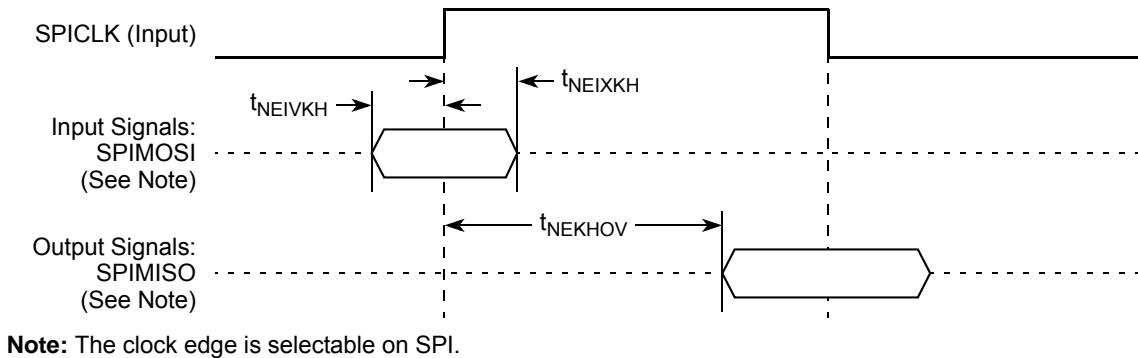 SPICLK (Input)
tNEIXKH
tNEIVKH
Input Signals:
SPIMOSI
(See Note)
tNEKHOV
Output Signals:
SPIMISO
(See Note)
Note: The clock edge is selectable on SPI.